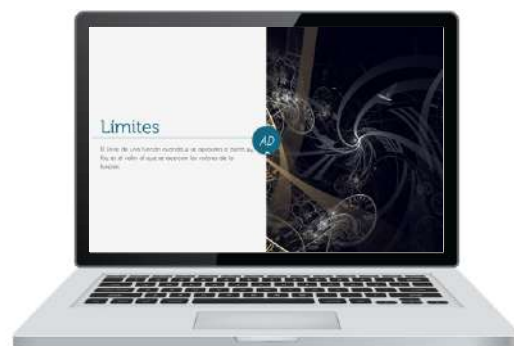 Límites
AD
El límite de una función cuando x se aproxima a
es el valor al que se acercan los valores de la
función.